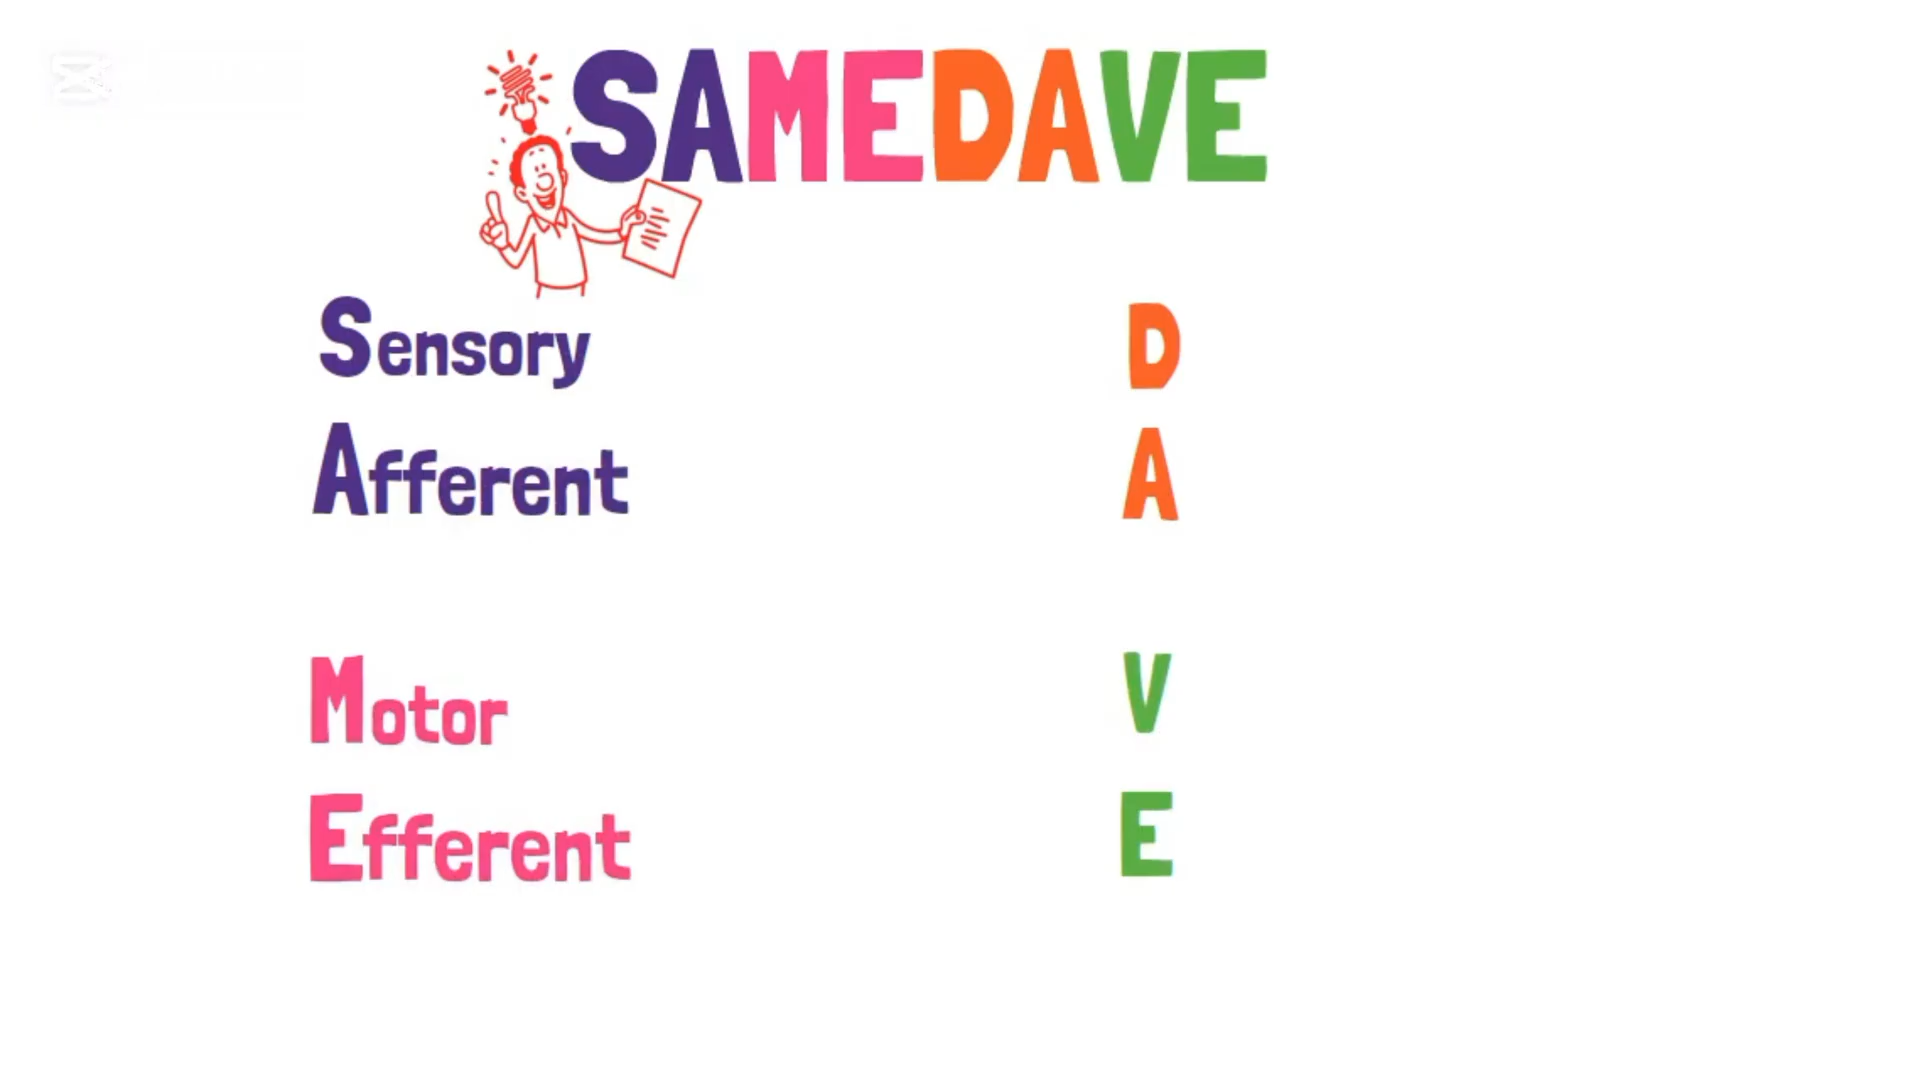 SAMEDAVE
Sensory
Afferent
Motor
Efferent
D
A
V
E